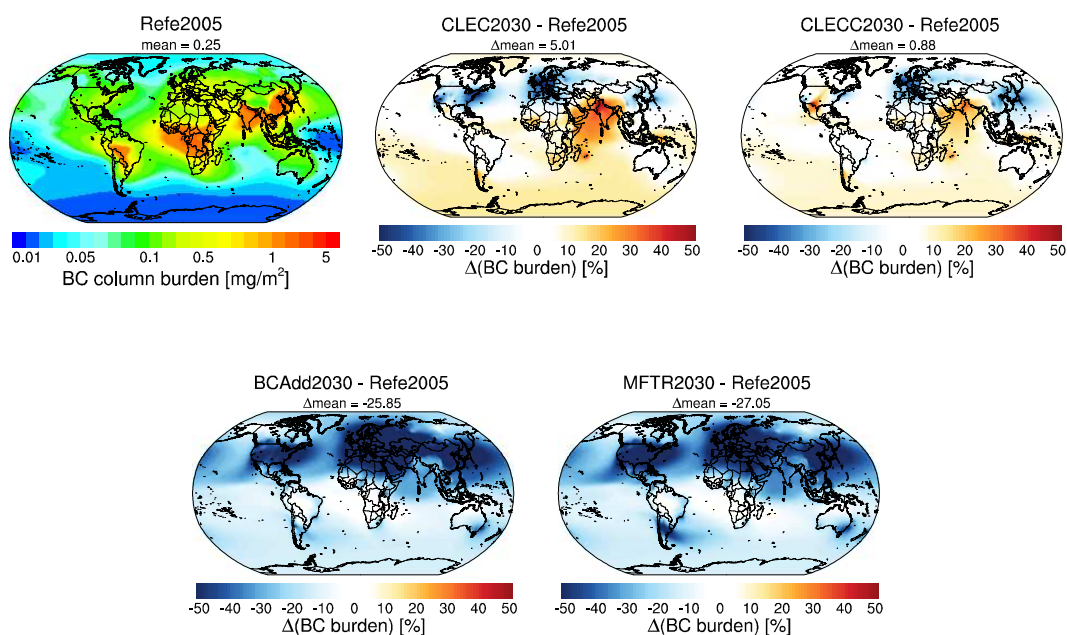 Refe2005
mean = 0.25
0.01 0.05 0.1 0.5 1 5
BC column burden [mg/m²]
CLEC2030 - Refe2005
Δmean = 5.01
-50 -40 -30 -20 -10 0 10 20 30 40 50
Δ(BC burden) [%]
CLECC2030 - Refe2005
Δmean = 0.88
-50 -40 -30 -20 -10 0 10 20 30 40 50
Δ(BC burden) [%]
BCAdd2030 - Refe2005
Δmean = -25.85
-50 -40 -30 -20 -10 0 10 20 30 40 50
Δ(BC burden) [%]
MFTR2030 - Refe2005
Δmean = -27.05
-50 -40 -30 -20 -10 0 10 20 30 40 50
Δ(BC burden) [%]